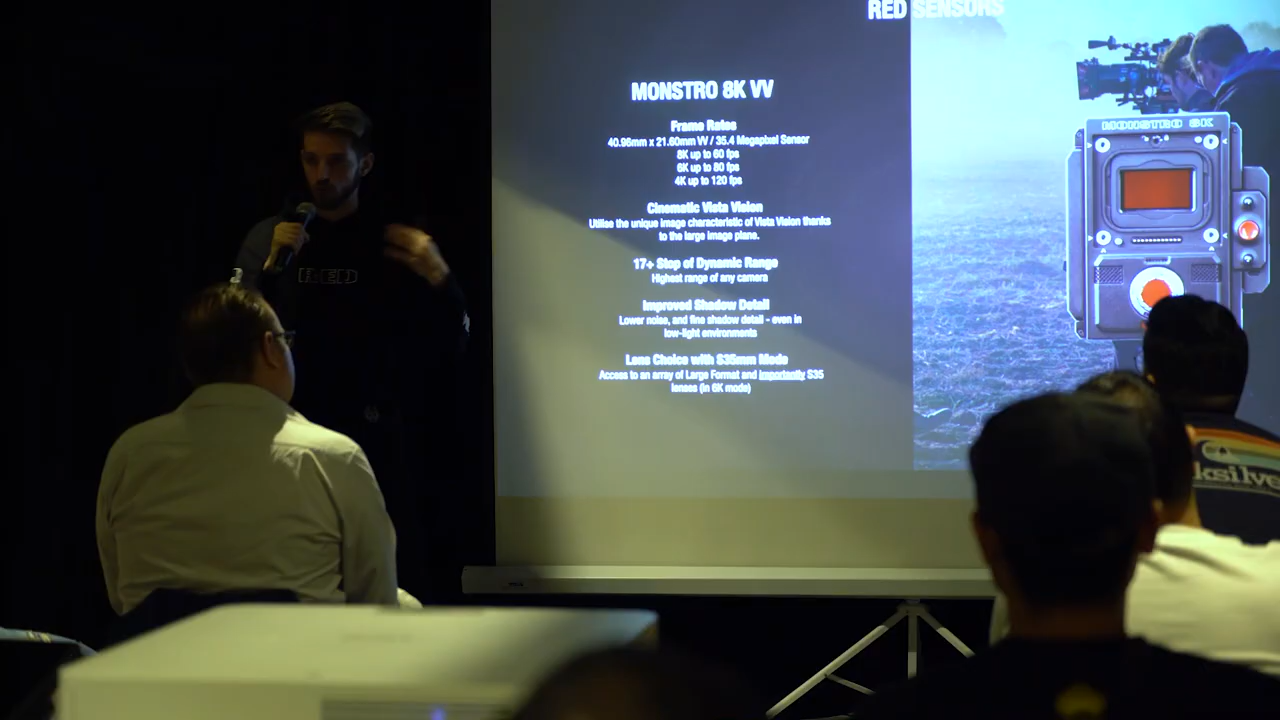 RED SENSORS
MONSTRO 8K VV
Frame Rates
40.96mm x 21.60mm VV / 35.4 Megapixel Sensor
8K up to 60 fps
6K up to 80 fps
4K up to 120 fps
Cinematic Vista Vision
Utilise the unique image characteristic of Vista Vision thanks
to the large image plane.
17+ Stop of Dynamic Range
Highest range of any camera
Improved Shadow Detail
Lower noise, and fine shadow detail - even in
low-light environments
Lens Choice with S35mm Mode
Access to an array of Large Format and importantly S35
lenses (in 6K mode)
MONSTRO 8K
RED
ksilve